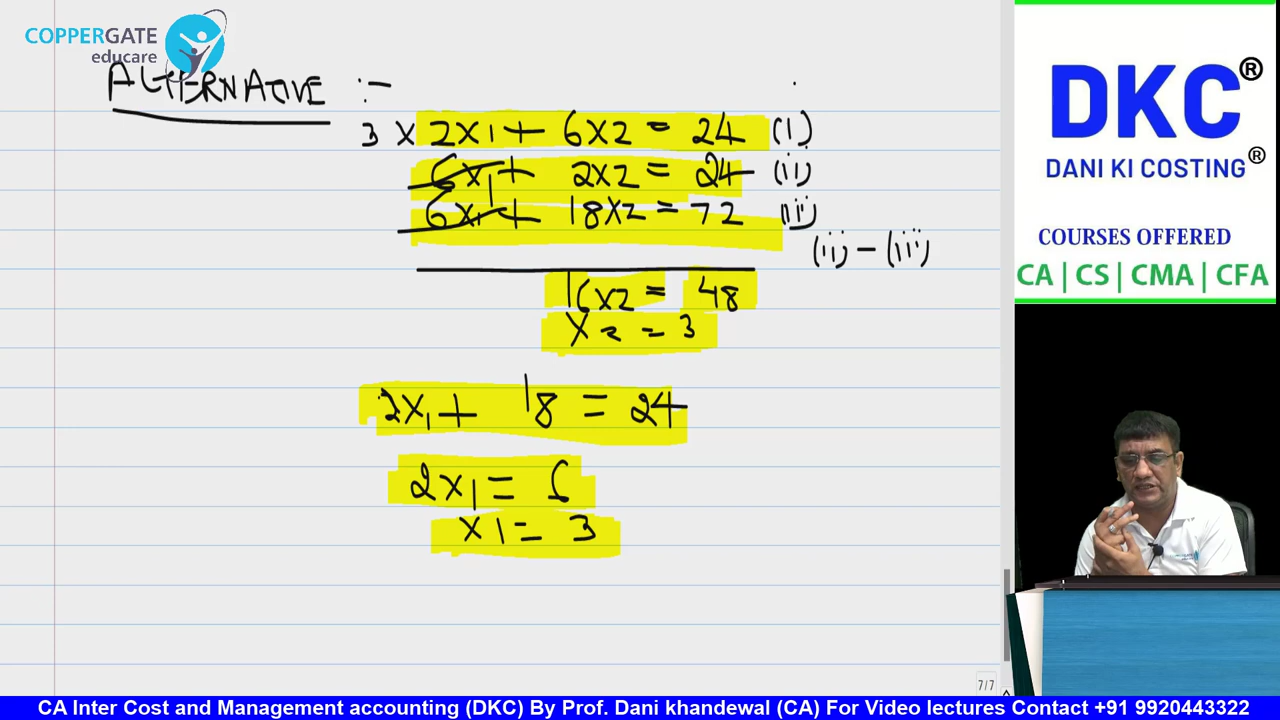 COPPERGATE
educare
ALTERNATIVE :-
3 X 2X1 + 6X2 = 24 (i)
6X1 + 2X2 = 24 (ii)
6X1 + 18X2 = 72 (iii)
(ii) - (iii)
16X2 = 48
X2 = 3
2X1 + 18 = 24
2X1 = 6
X1 = 3
7/7
DKC®
DANI KI COSTING®
COURSES OFFERED
CA | CS | CMA | CFA
CA Inter Cost and Management accounting (DKC) By Prof. Dani khandewal (CA) For Video lectures Contact +91 9920443322